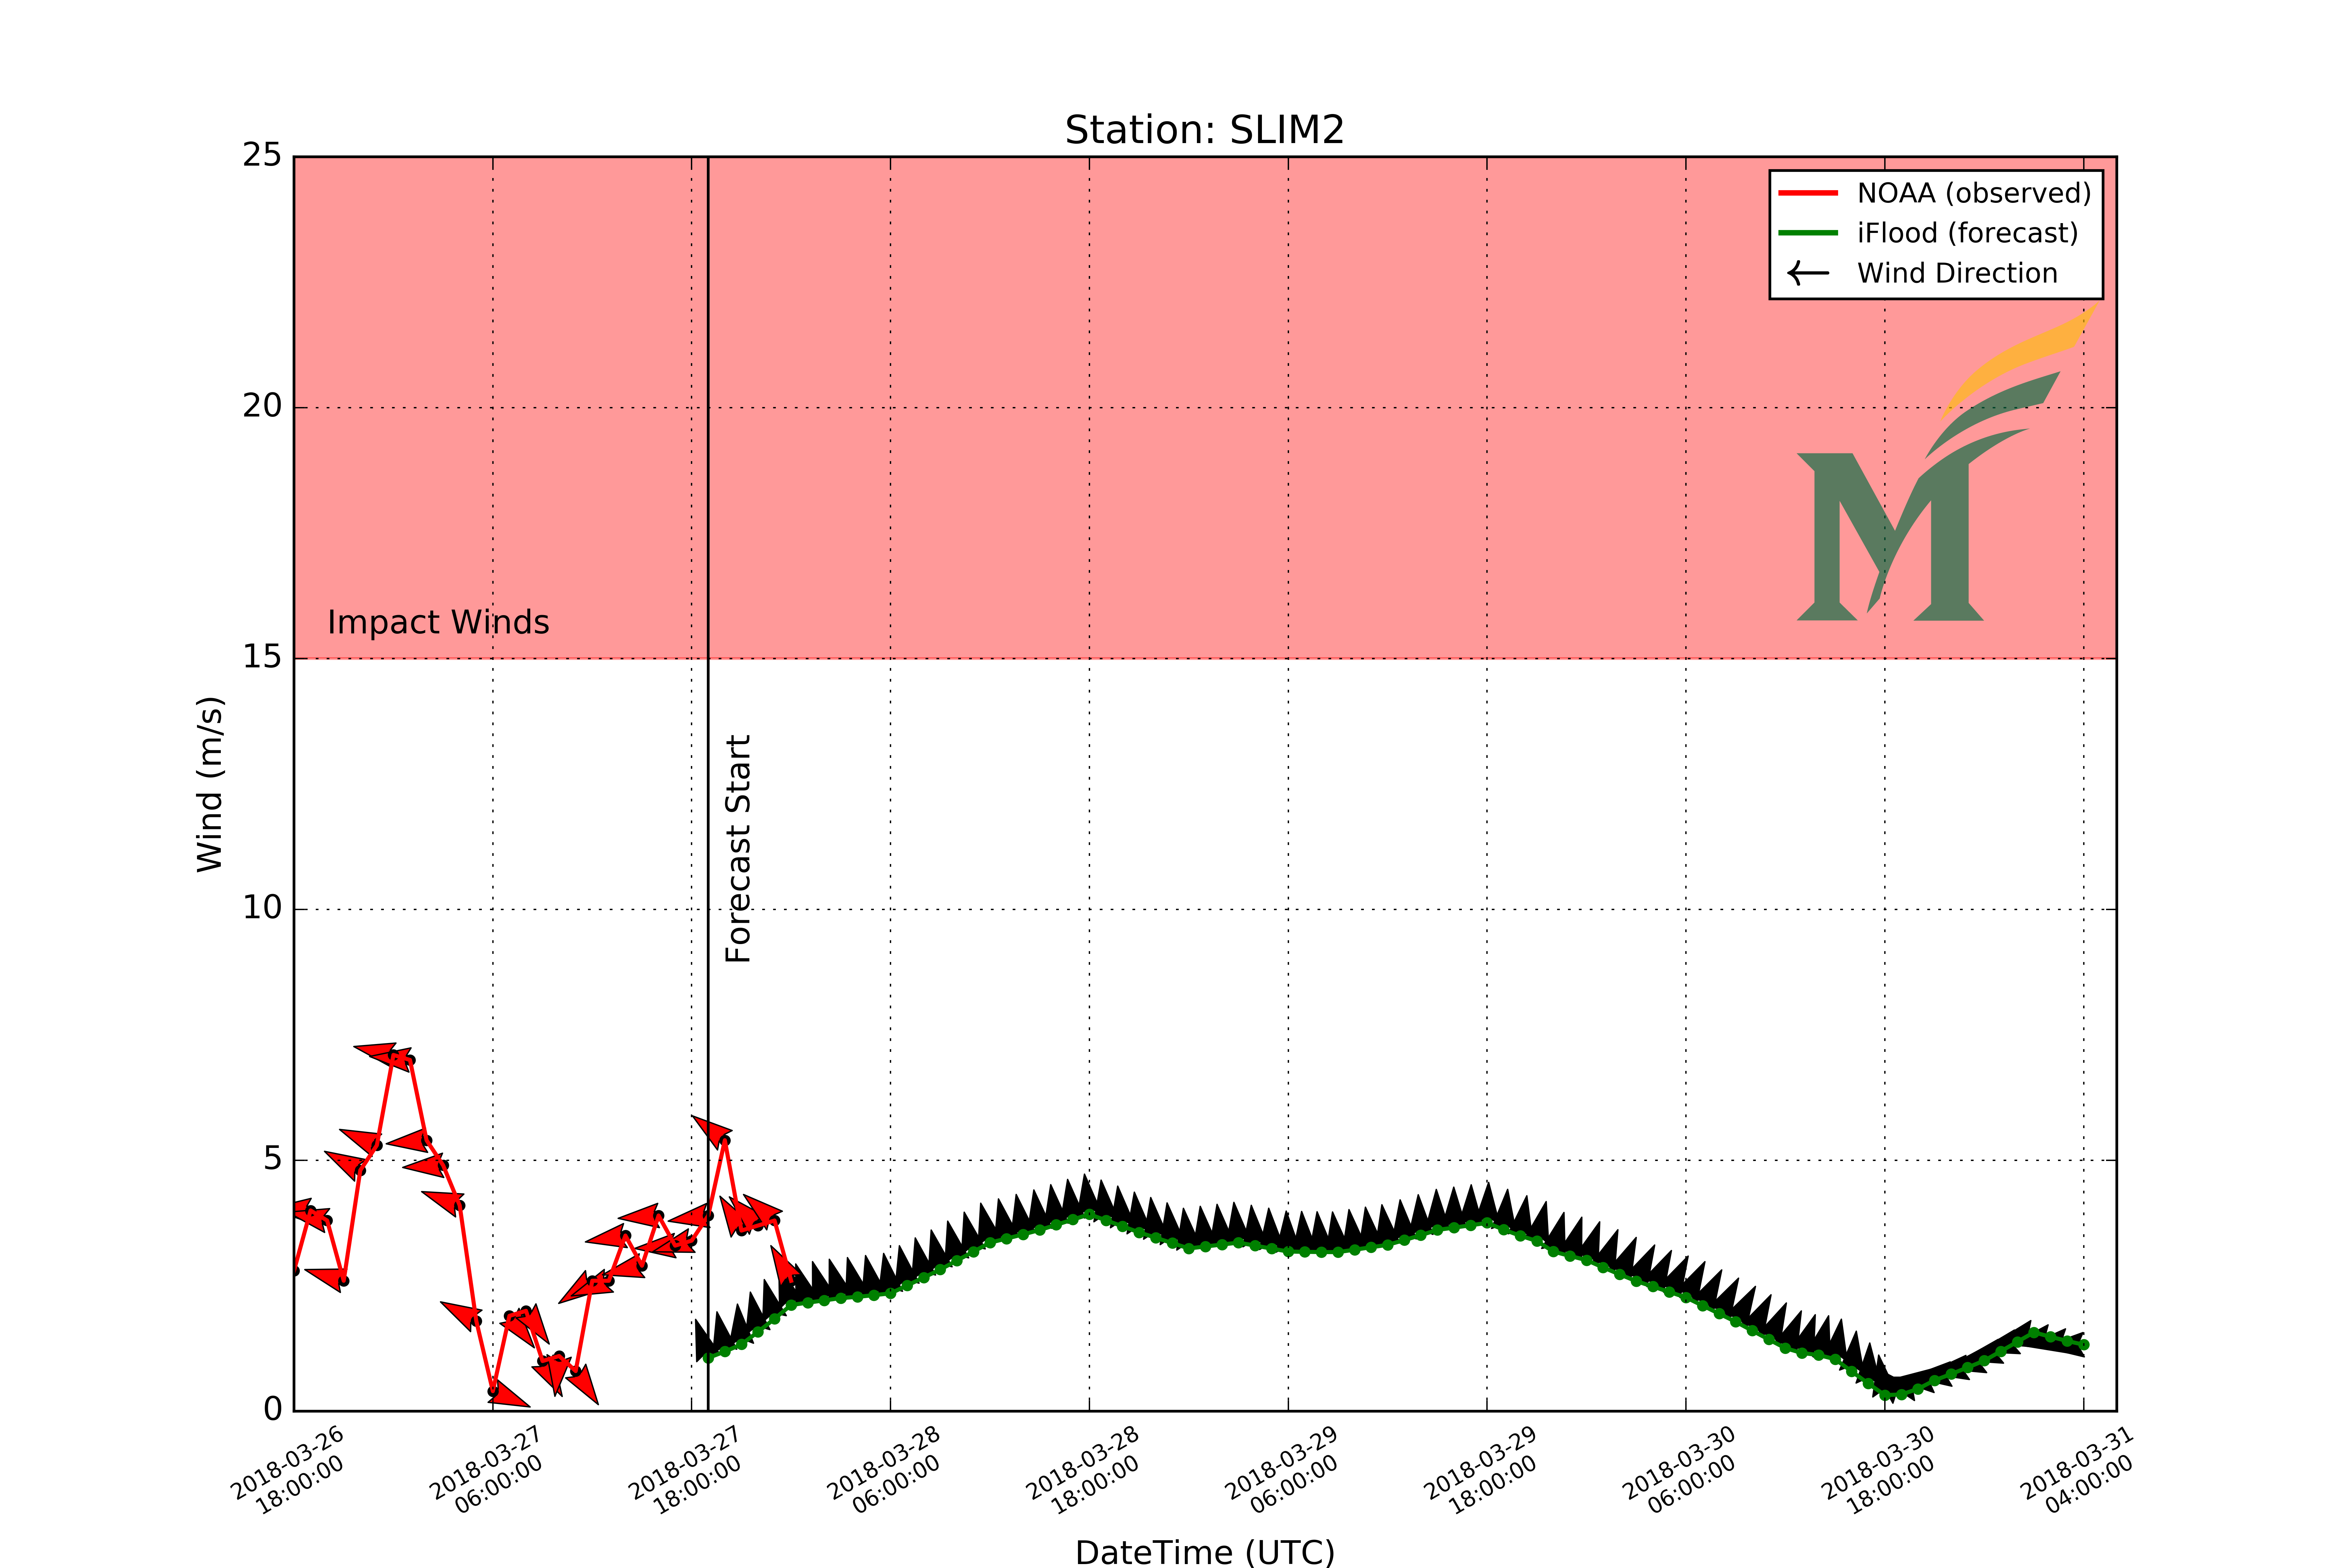 Station: SLIM2
25
20
15
10
5
0
Wind (m/s)
NOAA (observed)
iFlood (forecast)
Wind Direction
M
Impact Winds
Forecast Start
2018-03-26
18:00:00
2018-03-27
06:00:00
2018-03-27
18:00:00
2018-03-28
06:00:00
2018-03-28
18:00:00
2018-03-29
06:00:00
2018-03-29
18:00:00
2018-03-30
06:00:00
2018-03-30
18:00:00
2018-03-31
04:00:00
DateTime (UTC)